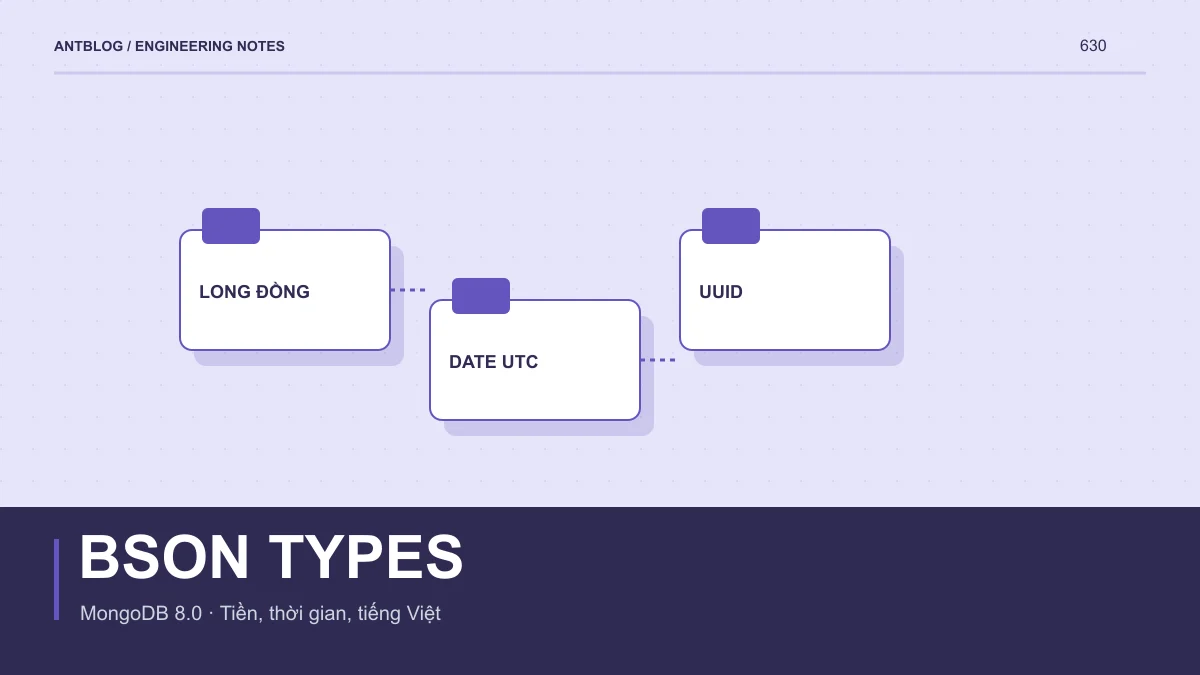 ANTBLOG / ENGINEERING NOTES
630
LONG ĐỒNG
DATE UTC
UUID
BSON TYPES
MongoDB 8.0 · Tiền, thời gian, tiếng Việt